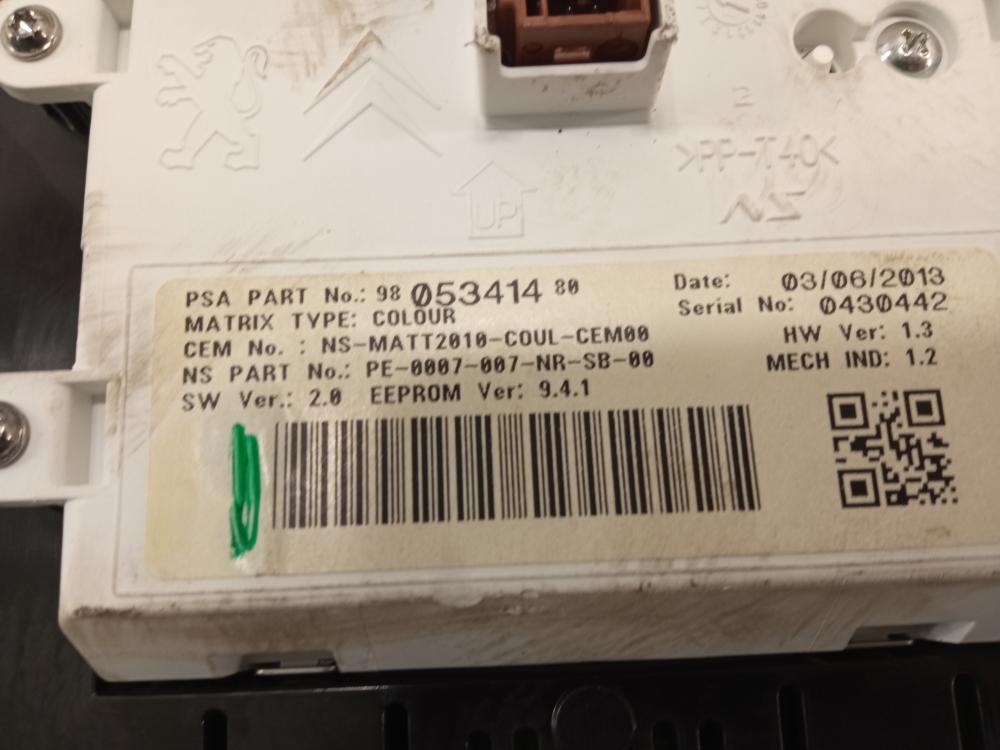 2
>PP-T40<
UP
PSA PART No.: 98 053414 80
Date: 03/06/2013
MATRIX TYPE: COLOUR
Serial No: 0430442
CEM No. : NS-MATT2010-COUL-CEM00
HW Ver: 1.3
NS PART No.: PE-0007-007-NR-SB-00
MECH IND: 1.2
SW Ver.: 2.0 EEPROM Ver: 9.4.1